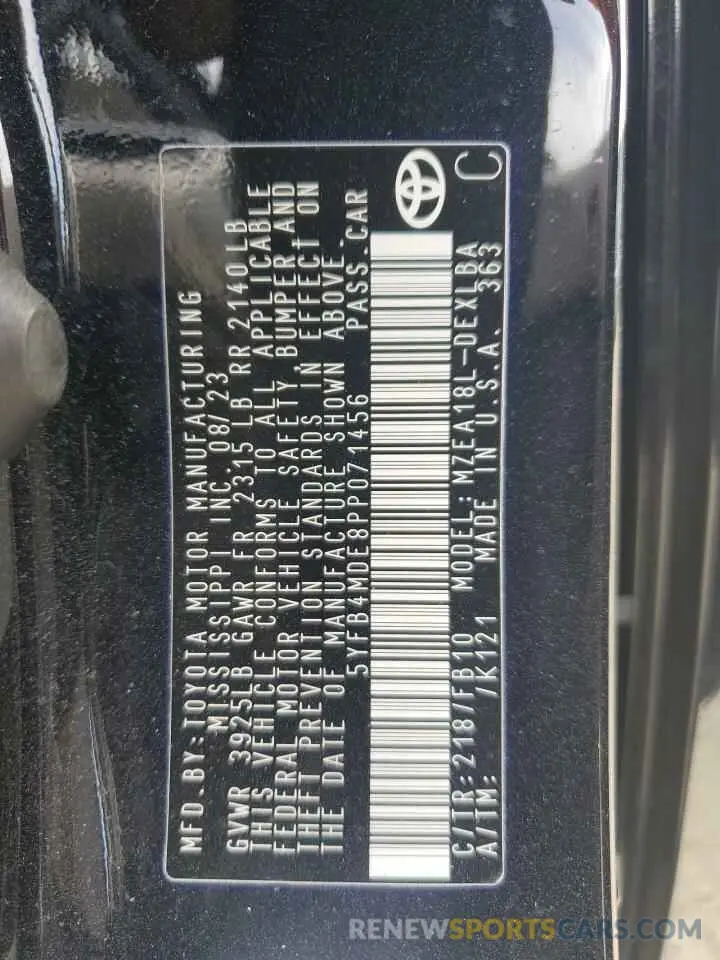 MFD.BY:TOYOTA MOTOR MANUFACTURING
MISSISSIPPI INC. 08/23
GVWR 3925LB GAWR FR 2315 LB RR 2140LB
THIS VEHICLE CONFORMS TO ALL APPLICABLE
FEDERAL MOTOR VEHICLE SAFETY, BUMPER AND
THEFT PREVENTION STANDARDS IN EFFECT ON
THE DATE OF MANUFACTURE SHOWN ABOVE.
5YFB4MDE8PP071456 PASS.CAR
C/TR:218/FB10 MODEL:MZEA18L-DEXLBA
A/TM: /K121 MADE IN U.S.A. 363
C
RENEWSPORTSCARS.COM